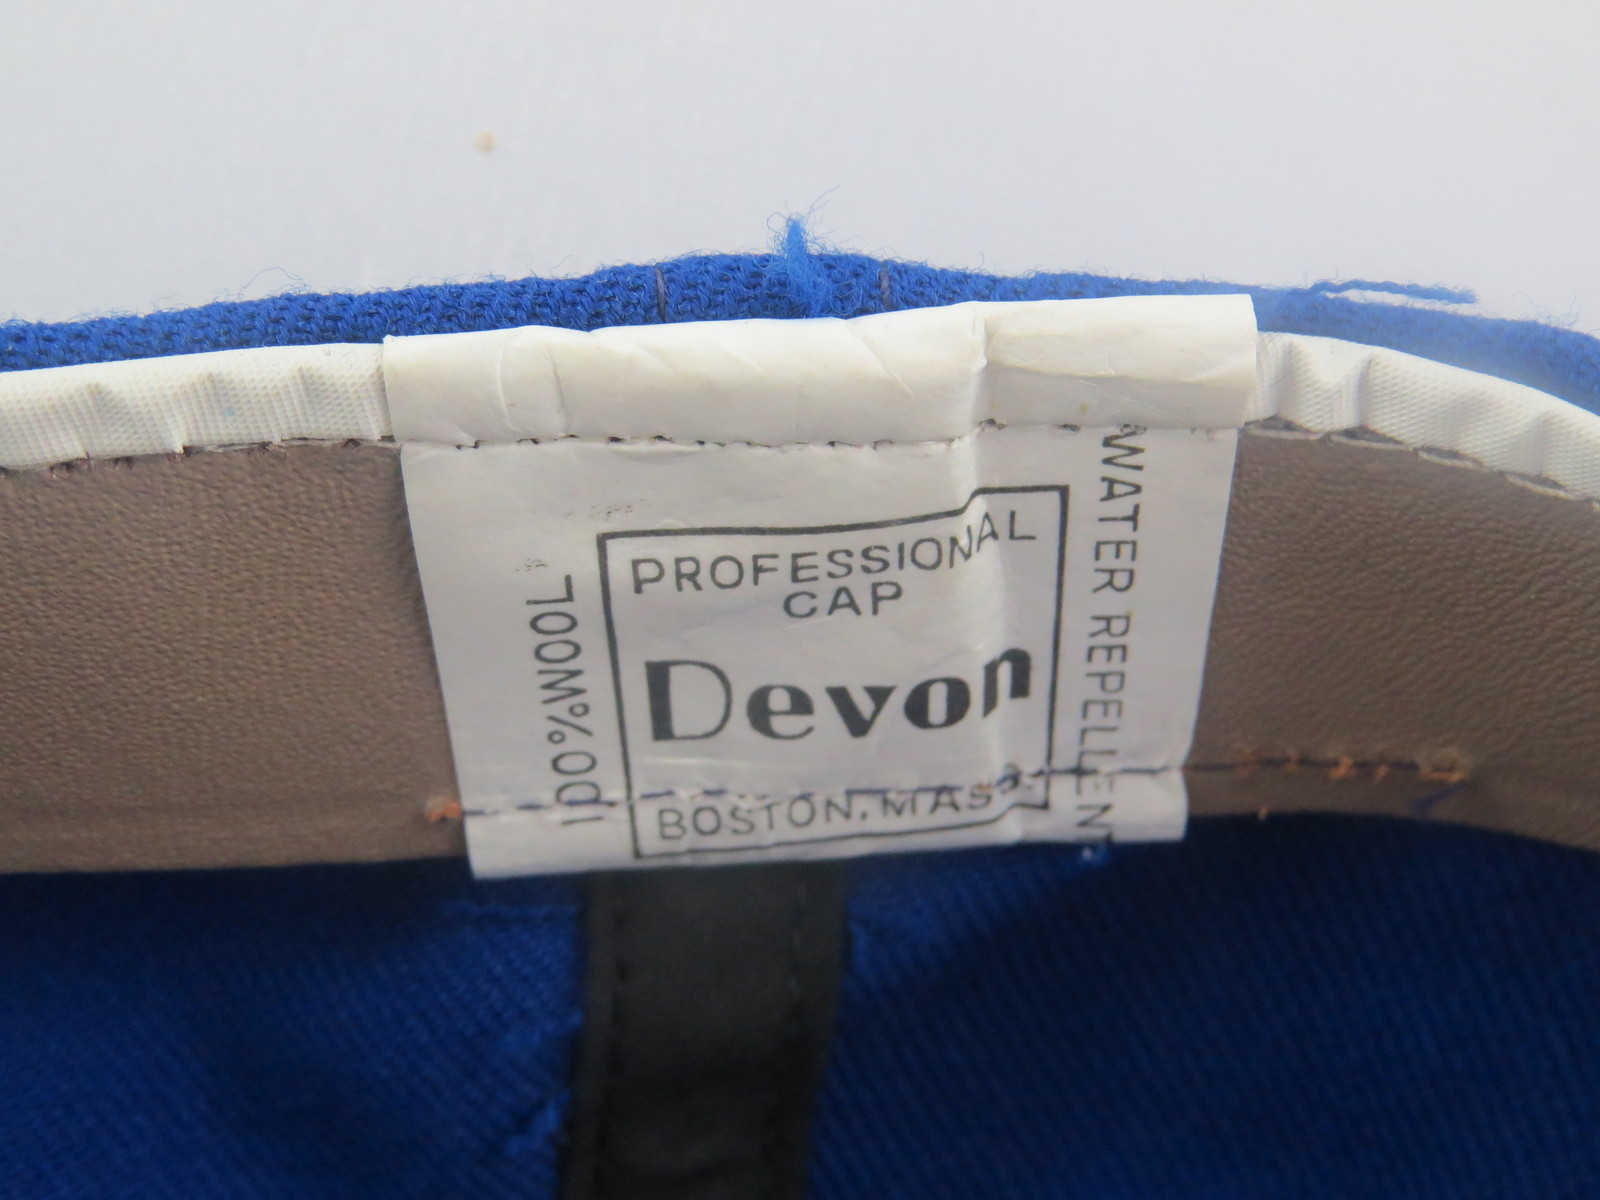 PROFESSIONAL
CAP
Devon
BOSTON, MASS.
100% WOOL
WATER REPELLENT